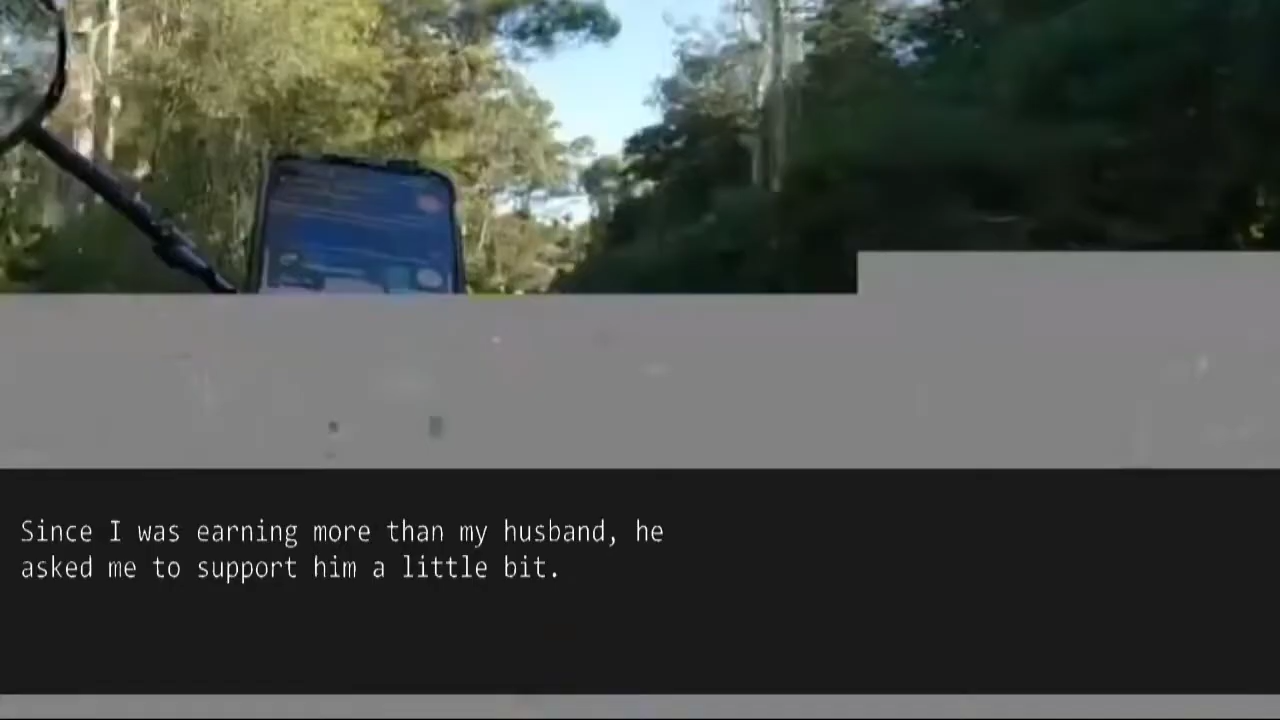 Since I was earning more than my husband, he
asked me to support him a little bit.